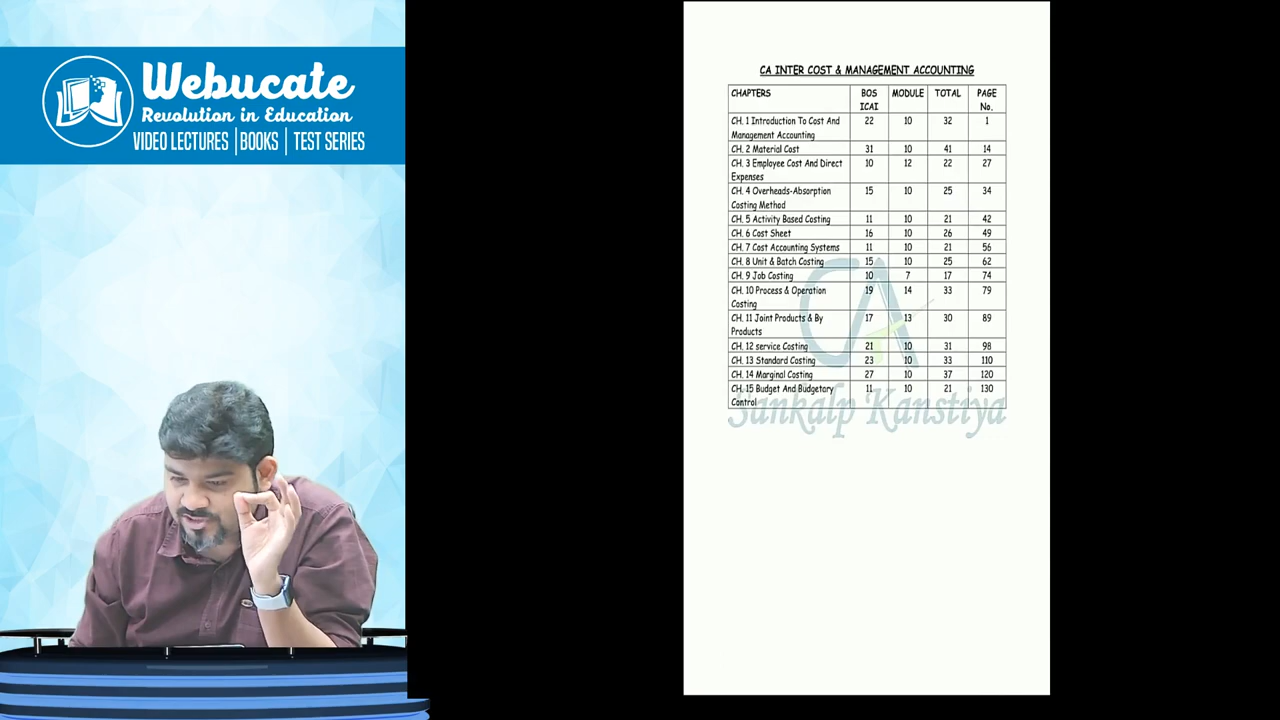 Webucate
Revolution in Education
VIDEO LECTURES | BOOKS | TEST SERIES
CA INTER COST & MANAGEMENT ACCOUNTING
CHAPTERS BOS ICAI MODULE TOTAL PAGE No.
CH. 1 Introduction To Cost And Management Accounting 22 10 32 1
CH. 2 Material Cost 31 10 41 14
CH. 3 Employee Cost And Direct Expenses 10 12 22 27
CH. 4 Overheads-Absorption Costing Method 15 10 25 34
CH. 5 Activity Based Costing 11 10 21 42
CH. 6 Cost Sheet 16 10 26 49
CH. 7 Cost Accounting Systems 11 10 21 56
CH. 8 Unit & Batch Costing 15 10 25 62
CH. 9 Job Costing 10 7 17 74
CH. 10 Process & Operation Costing 19 14 33 79
CH. 11 Joint Products & By Products 17 13 30 89
CH. 12 service Costing 21 10 31 98
CH. 13 Standard Costing 23 10 33 110
CH. 14 Marginal Costing 27 10 37 120
CH. 15 Budget And Budgetary Control 11 10 21 130
CA
Sankalp Kanstiya